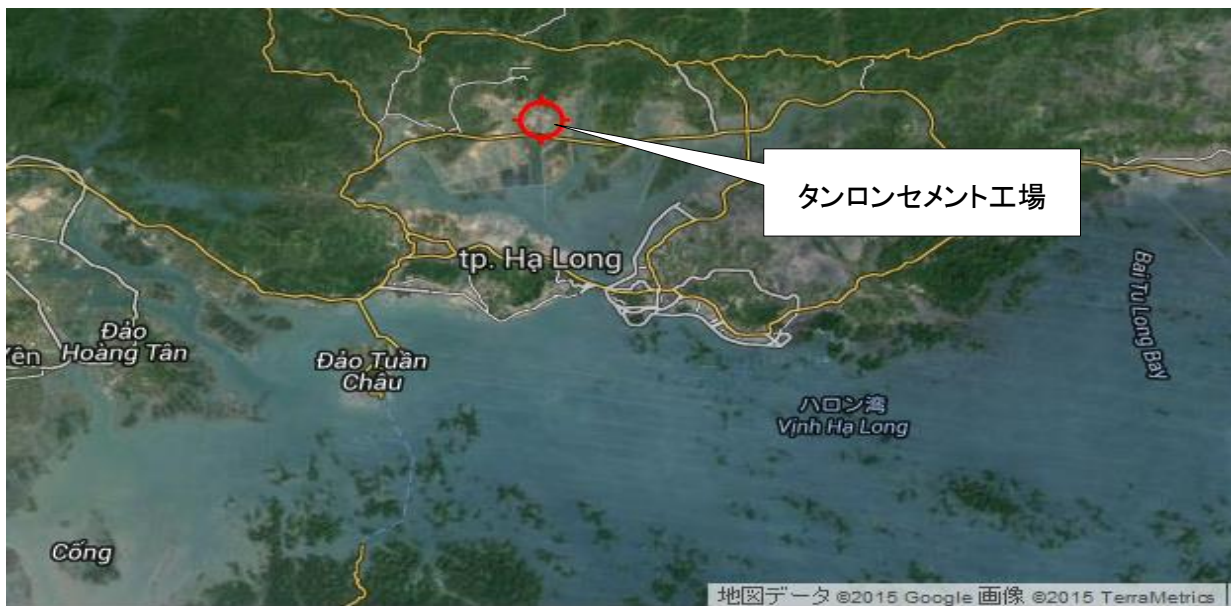 タンロンセメント工場
tp. Hạ Long
Bai Tu Long Bay
Đảo
Hoàng Tân
Yên
Đảo Tuần
Châu
ハロン湾
Vịnh Hạ Long
Cống
地図データ ©2015 Google 画像 ©2015 TerraMetrics